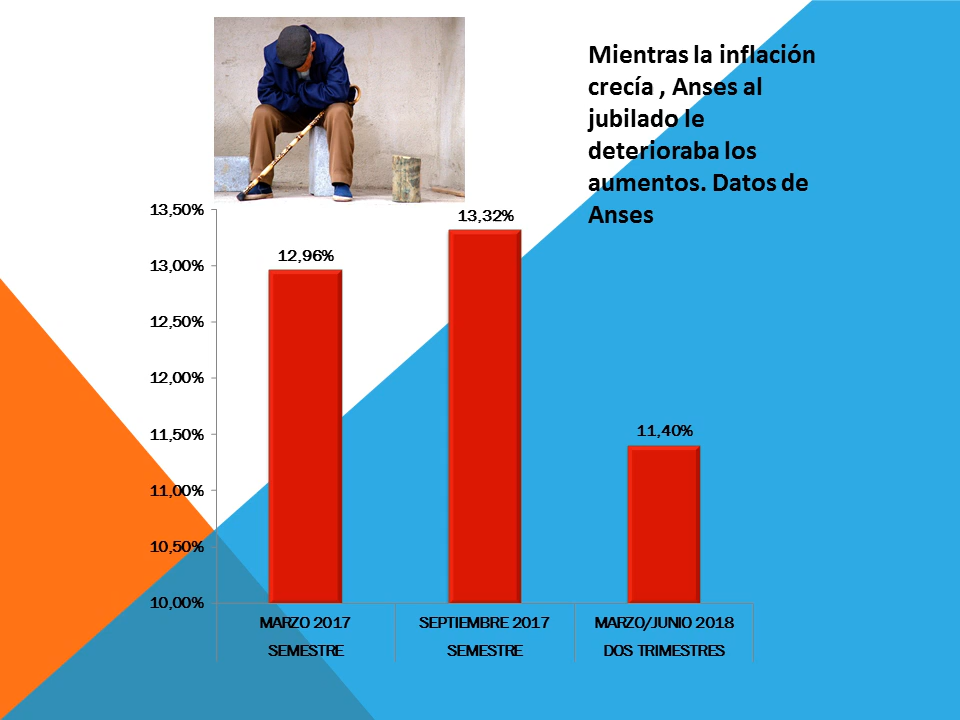 Mientras la inflación
crecía , Anses al
jubilado le
deterioraba los
aumentos. Datos de
Anses
13,50%
13,00%
12,50%
12,00%
11,50%
11,00%
10,50%
10,00%
12,96%
13,32%
11,40%
MARZO 2017
SEMESTRE
SEPTIEMBRE 2017
SEMESTRE
MARZO/JUNIO 2018
DOS TRIMESTRES